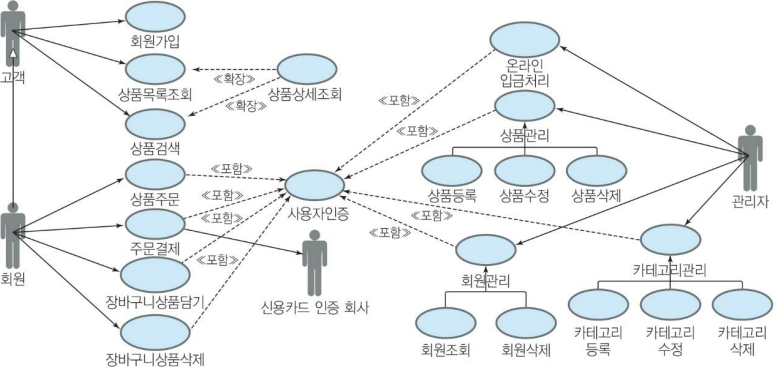 고객
회원가입
상품목록조회
≪확장≫
상품상세조회
≪확장≫
상품검색
온라인
입금처리
≪포함≫
상품관리
≪포함≫
상품등록
상품수정
상품삭제
관리자
상품주문
≪포함≫
사용자인증
≪포함≫
주문결제
≪포함≫
≪포함≫
≪포함≫
회원
장바구니상품담기
≪포함≫
신용카드 인증 회사
장바구니상품삭제
회원관리
카테고리관리
회원조회
회원삭제
카테고리
등록
카테고리
수정
카테고리
삭제